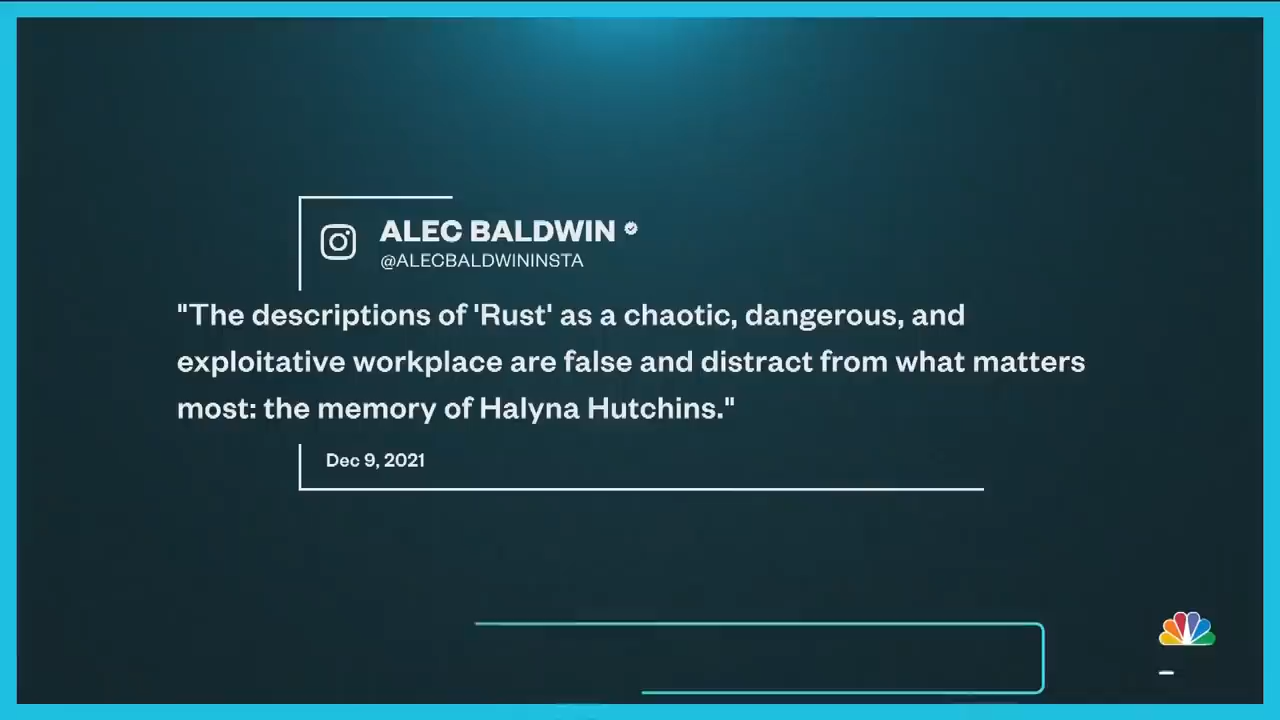 ALEC BALDWIN
@ALECBALDWININSTA
"The descriptions of 'Rust' as a chaotic, dangerous, and
exploitative workplace are false and distract from what matters
most: the memory of Halyna Hutchins."
Dec 9, 2021